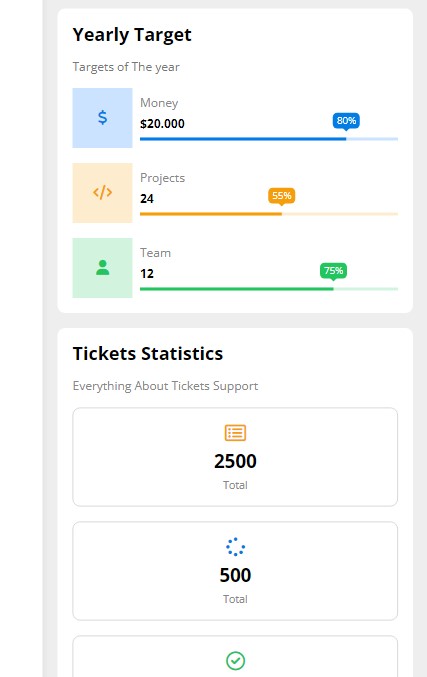 Yearly Target
Targets of The year
Money
$20.000
80%
Projects
24
55%
Team
12
75%
Tickets Statistics
Everything About Tickets Support
2500
Total
500
Total